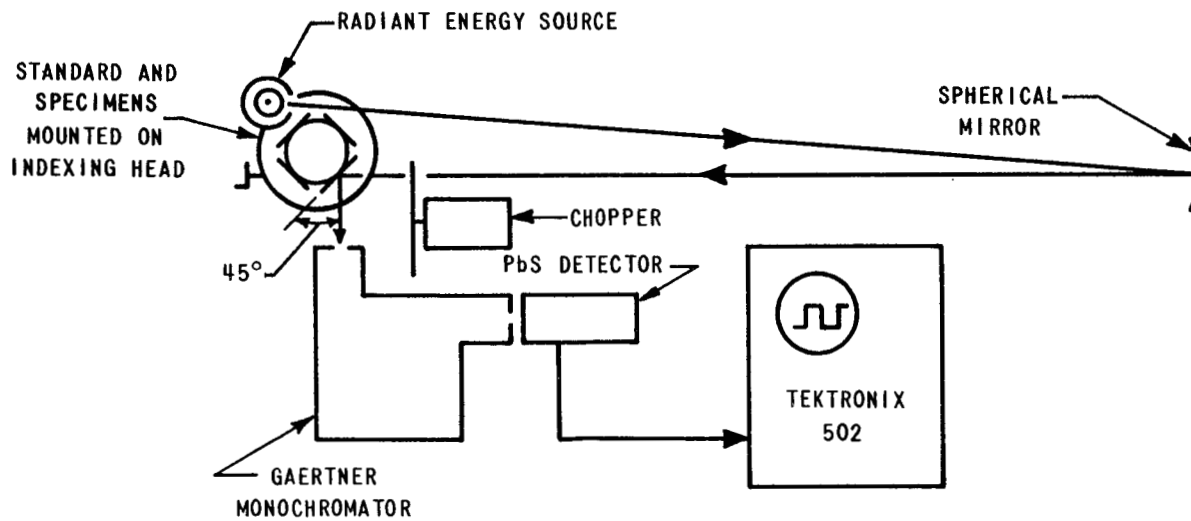 RADIANT ENERGY SOURCE
STANDARD AND
SPECIMENS
MOUNTED ON
INDEXING HEAD
SPHERICAL
MIRROR
CHOPPER
45°
PbS DETECTOR
TEKTRONIX
502
GAERTNER
MONOCHROMATOR